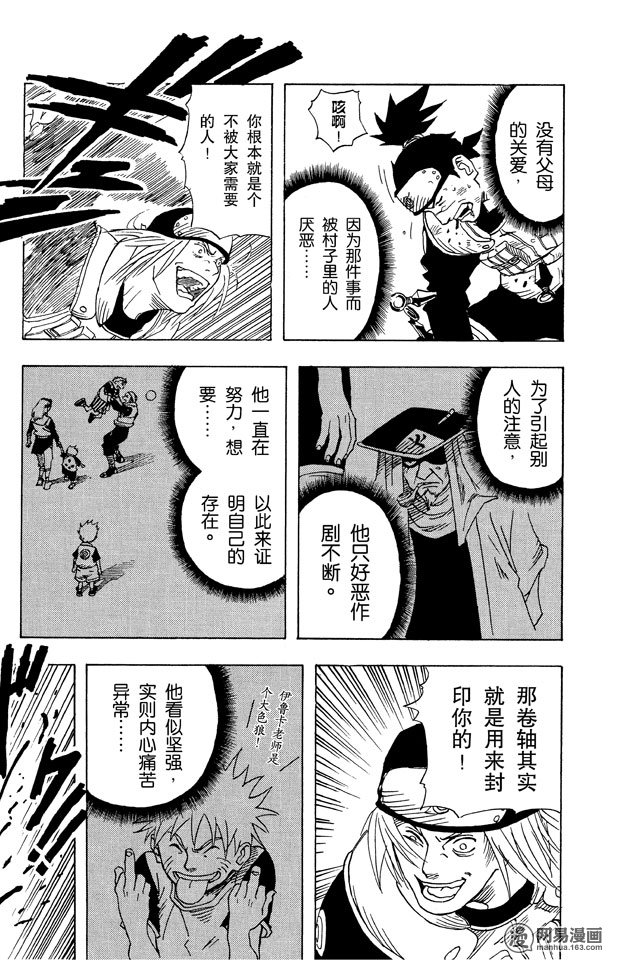 没有父母
的关爱，
咳啊！
因为那件事而
被村子里的人
厌恶……
你根本就是个
不被大家需要
的人！
为了引起别
人的注意，
他只好恶作
剧不断。
他一直在
努力，想
要……
以此来证
明自己的
存在。
那卷轴其实
就是用来封
印你的！
伊鲁卡老师是
个大色狼！
他看似坚强，
实则内心痛苦
异常……
网易漫画
manhua.163.com